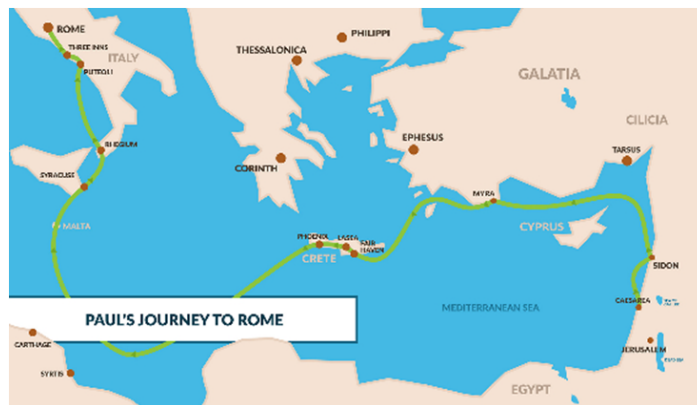 ROME
THREE INNS
ITALY
PUTEOLI
PHILIPPI
THESSALONICA
GALATIA
CILICIA
EPHESUS
TARSUS
RHEGIUM
CORINTH
SYRACUSE
MYRA
MALTA
CYPRUS
PHOENIX
LASEA
FAIR
HAVEN
CRETE
SIDON
CAESAREA
MEDITERRANEAN SEA
PAUL'S JOURNEY TO ROME
CARTHAGE
JERUSALEM
SYRTIS
EGYPT